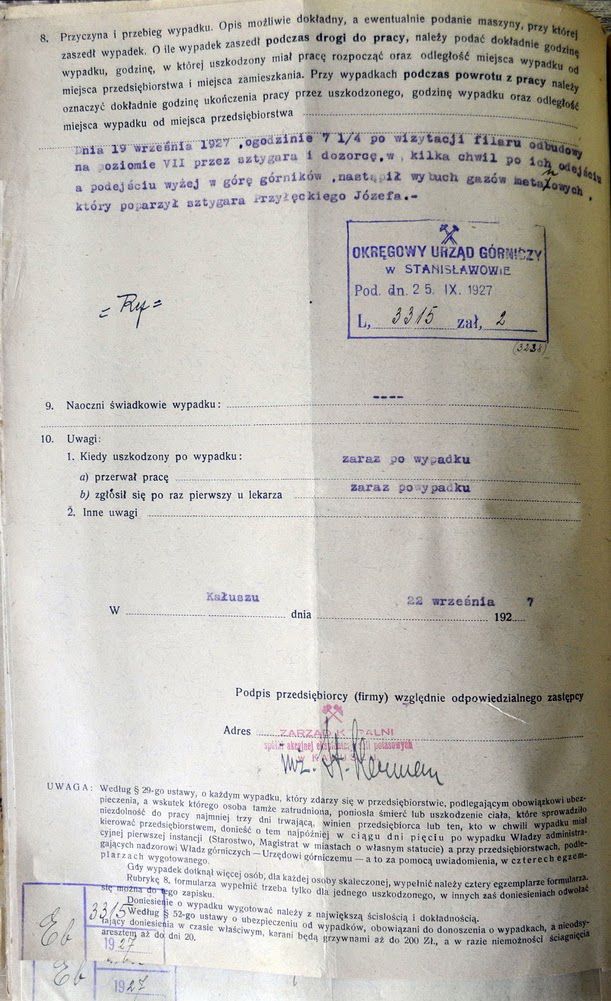 8. Przyczyna i przebieg wypadku. Opis możliwie dokładny, a ewentualnie podanie maszyny, przy której
zaszedł wypadek. O ile wypadek zaszedł podczas drogi do pracy, należy podać dokładnie godzinę
wypadku, godzinę, w której uszkodzony miał pracę rozpocząć oraz odległość miejsca wypadku od
miejsca przedsiębiorstwa i miejsca zamieszkania. Przy wypadkach podczas powrotu z pracy należy
oznaczyć dokładnie godzinę ukończenia pracy przez uszkodzonego, godzinę wypadku oraz odległość
miejsca wypadku od miejsca przedsiębiorstwa
Dnia 19 września 1927 ,ogodzinie 7 1/4 po wizytacji filaru odbudowy
na poziomie VII przez sztygara i dozorcę,w, kilka chwil po ich odejściu
a podejściu wyżej w górę górników ,nastąpił wybuch gazów metanowych,
który poparzył sztygara Przyłęckiego Józefa.-
OKRĘGOWY URZĄD GÓRNICZY
w STANISŁAWOWIE
Pod. dn. 25. IX. 1927
L, 3315 zał, 2
(3238)
9. Naoczni świadkowie wypadku: ----
10. Uwagi:
1. Kiedy uszkodzony po wypadku: zaraz po wypadku
a) przerwał pracę
b) zgłosił się po raz pierwszy u lekarza zaraz powypadku
2. Inne uwagi
W Kałuszu dnia 22 września 1927
Podpis przedsiębiorcy (firmy) względnie odpowiedzialnego zastępcy
Adres
ZARZĄD KOPALNI
potasowych
W KAŁUSZU
inż. St.
UWAGA: Według § 29-go ustawy, o każdym wypadku, który zdarzy się w przedsiębiorstwie, podlegającym obowiązkowi ubez-
pieczenia, a wskutek którego osoba tamże zatrudniona, poniosła śmierć lub uszkodzenie ciała, które sprowadziło
niezdolność do pracy najmniej trzy dni trwającą, winien przedsiębiorca lub ten, kto w chwili wypadku miał
kierować przedsiębiorstwem, donieść o tem najpóźniej w ciągu dni pięciu po wypadku Władzy administra-
cyjnej pierwszej instancji (Starostwo, Magistrat w miastach o własnym statucie) a przy przedsiębiorstwach, podle-
gających nadzorowi Władz górniczych — Urzędowi górniczemu — a to za pomocą uwiadomienia, w czterech egzem-
plarzach wygotowanego.
Gdy wypadek dotknął więcej osób, dla każdej osoby skaleczonej, wypełnić należy cztery egzemplarze formularza.
Rubrykę 8. formularza wypełnić trzeba tylko dla jednego uszkodzonego, w innych zaś doniesieniach odwołać
się można do tego zapisku.
Doniesienie o wypadku wygotować należy z największą ścisłością i dokładnością.
Według § 52-go ustawy o ubezpieczeniu od wypadków, obowiązani do donoszenia o wypadkach, a nieodsy-
łający doniesienia w czasie właściwym, karani będą grzywnami aż do 200 Zł., a w razie niemożności ściągnięcia
aresztem aż do dni 20.
Eb 3315
1927
Eb
1927